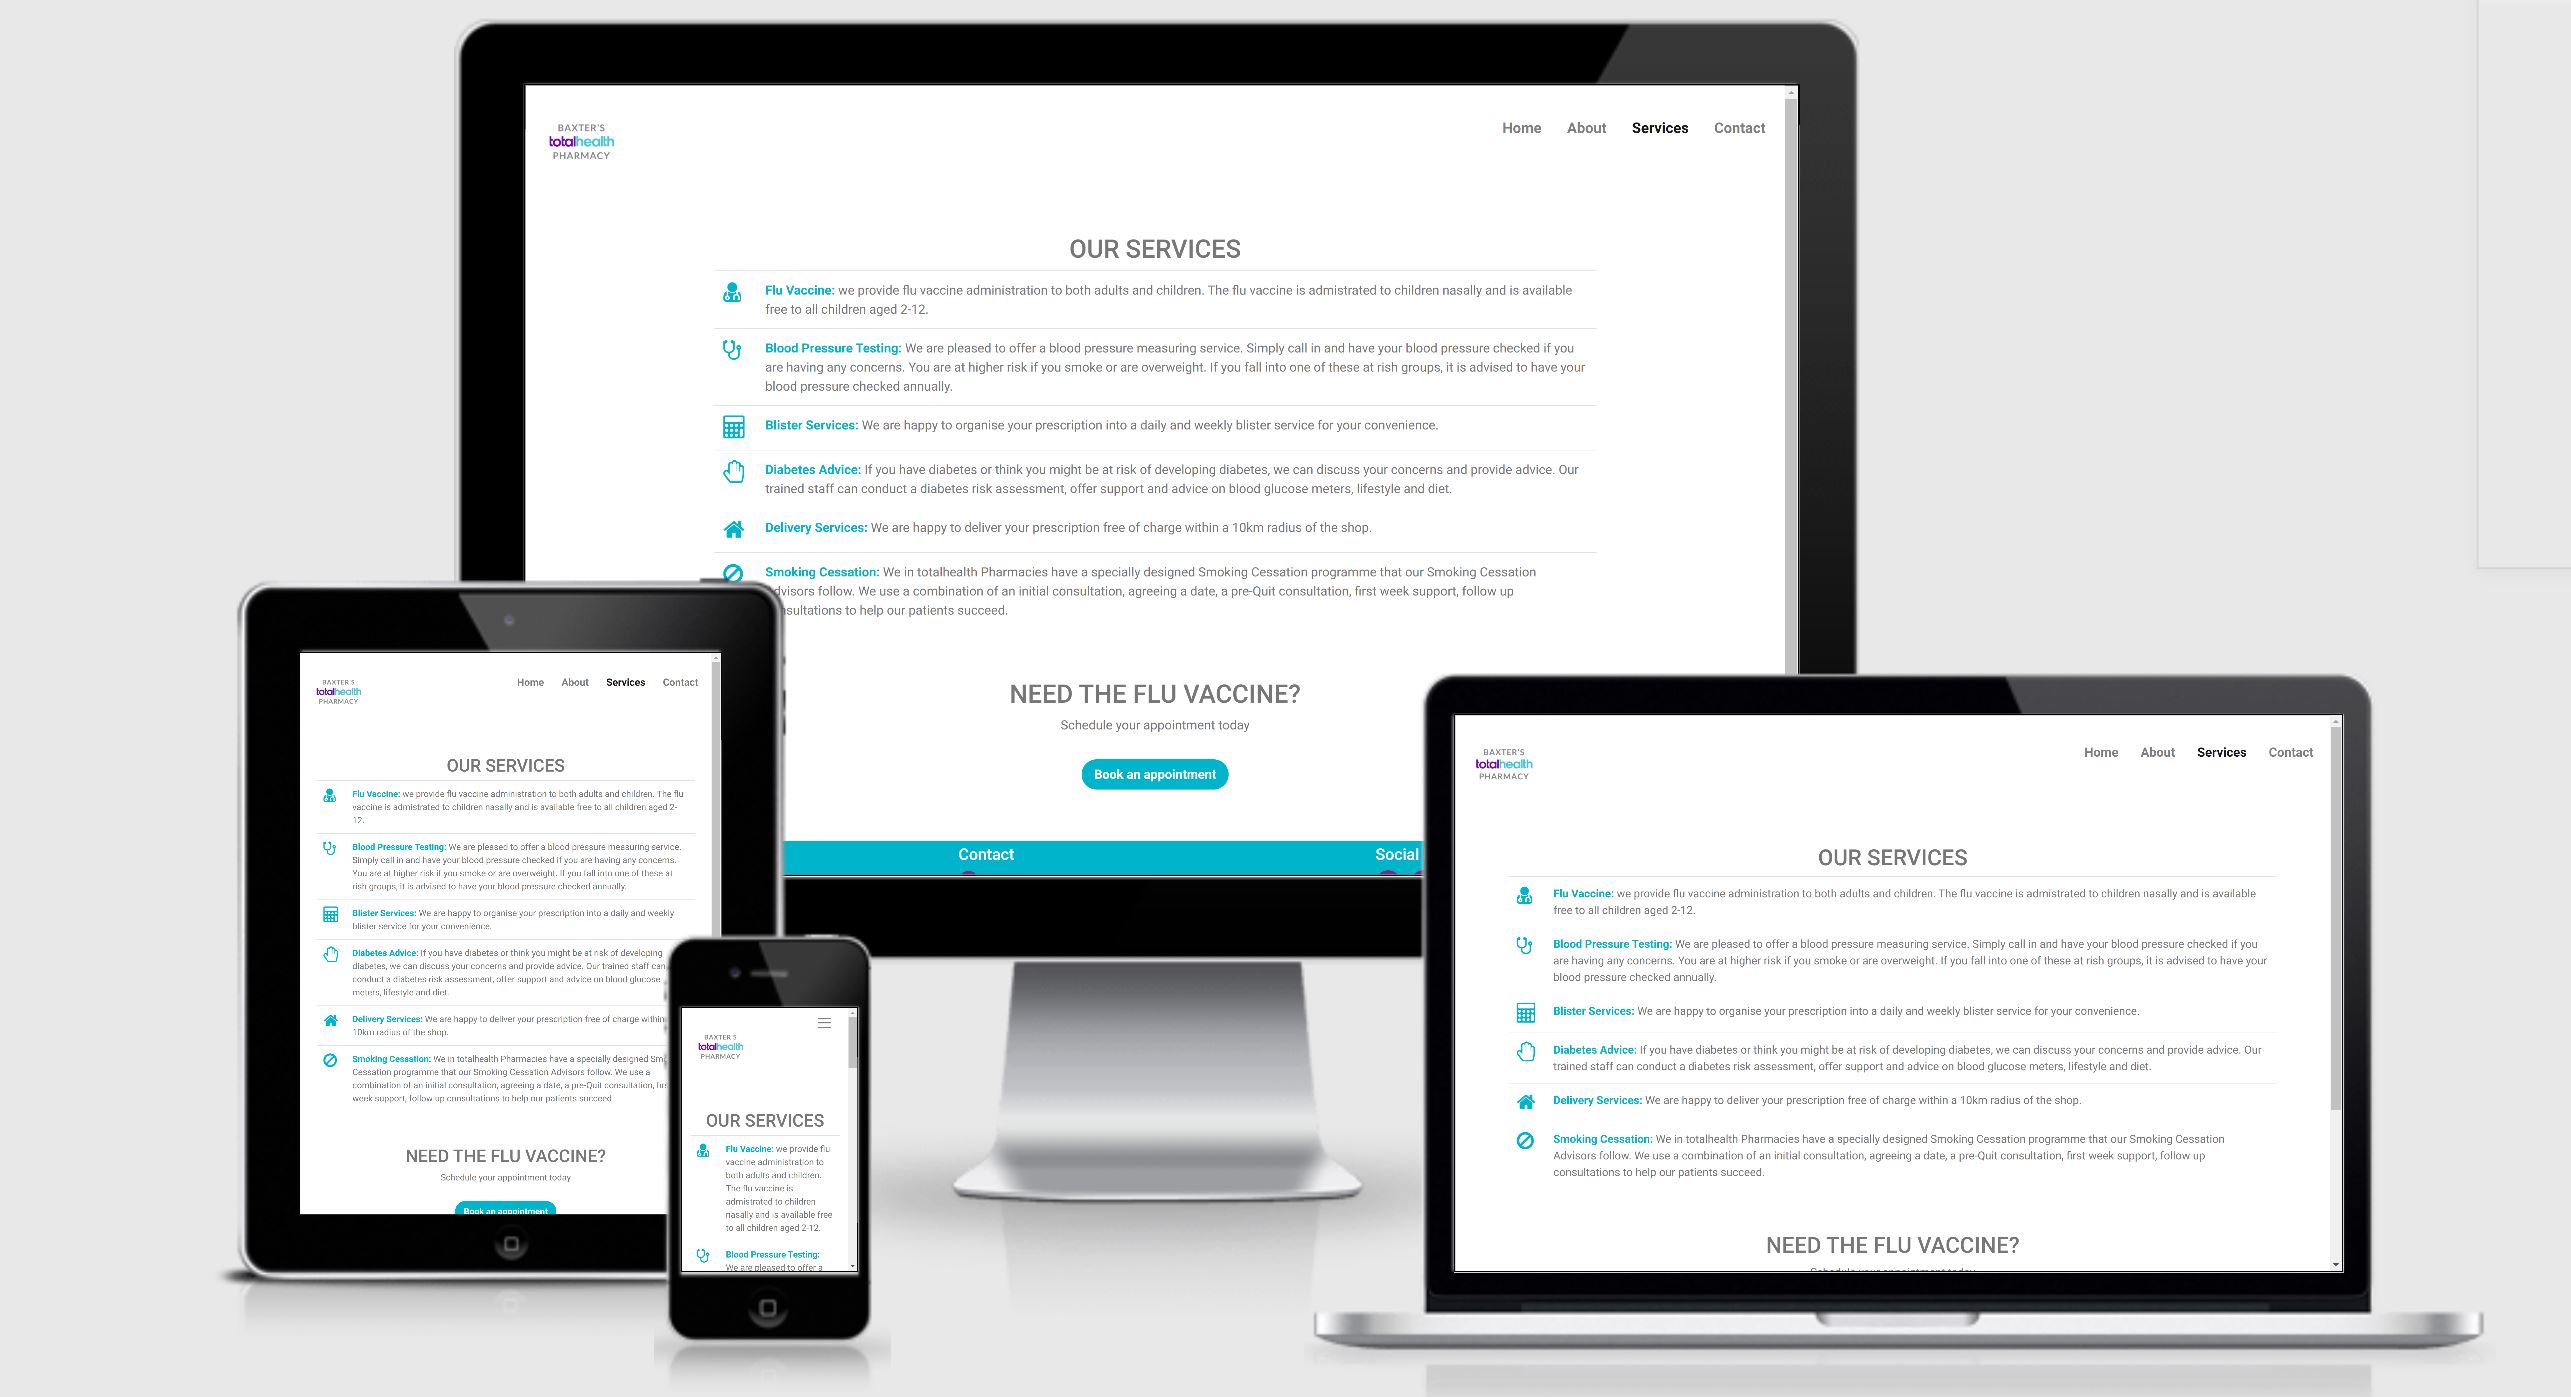 BAXTER'S
totalhealth
PHARMACY
Home About Services Contact
OUR SERVICES
Flu Vaccine: we provide flu vaccine administration to both adults and children. The flu vaccine is admistrated to children nasally and is available
free to all children aged 2-12.
Blood Pressure Testing: We are pleased to offer a blood pressure measuring service. Simply call in and have your blood pressure checked if you
are having any concerns. You are at higher risk if you smoke or are overweight. If you fall into one of these at rish groups, it is advised to have your
blood pressure checked annually.
Blister Services: We are happy to organise your prescription into a daily and weekly blister service for your convenience.
Diabetes Advice: If you have diabetes or think you might be at risk of developing diabetes, we can discuss your concerns and provide advice. Our
trained staff can conduct a diabetes risk assessment, offer support and advice on blood glucose meters, lifestyle and diet.
Delivery Services: We are happy to deliver your prescription free of charge within a 10km radius of the shop.
Smoking Cessation: We in totalhealth Pharmacies have a specially designed Smoking Cessation programme that our Smoking Cessation
dvisors follow. We use a combination of an initial consultation, agreeing a date, a pre-Quit consultation, first week support, follow up
sultations to help our patients succeed.
NEED THE FLU VACCINE?
Schedule your appointment today
Book an appointment
Contact Social
BAXTER'S
totalhealth
PHARMACY
Home About Services Contact
OUR SERVICES
Flu Vaccine: we provide flu vaccine administration to both adults and children. The flu
vaccine is admistrated to children nasally and is available free to all children aged 2-
12.
Blood Pressure Testing: We are pleased to offer a blood pressure measuring service.
Simply call in and have your blood pressure checked if you are having any concerns.
You are at higher risk if you smoke or are overweight. If you fall into one of these at
rish groups, it is advised to have your blood pressure checked annually.
Blister Services: We are happy to organise your prescription into a daily and weekly
blister service for your convenience.
Diabetes Advice: If you have diabetes or think you might be at risk of developing
diabetes, we can discuss your concerns and provide advice. Our trained staff can
conduct a diabetes risk assessment, offer support and advice on blood glucose
meters, lifestyle and diet.
Delivery Services: We are happy to deliver your prescription free of charge within
10km radius of the shop.
Smoking Cessation: We in totalhealth Pharmacies have a specially designed Sm
Cessation programme that our Smoking Cessation Advisors follow. We use a
combination of an initial consultation, agreeing a date, a pre-Quit consultation, firs
week support, follow up consultations to help our patients succeed.
NEED THE FLU VACCINE?
Schedule your appointment today
Book an appointment
BAXTER'S
totalhealth
PHARMACY
OUR SERVICES
Flu Vaccine: we provide flu
vaccine administration to
both adults and children.
The flu vaccine is
admistrated to children
nasally and is available free
to all children aged 2-12.
Blood Pressure Testing:
We are pleased to offer a
BAXTER'S
totalhealth
PHARMACY
Home About Services Contact
OUR SERVICES
Flu Vaccine: we provide flu vaccine administration to both adults and children. The flu vaccine is admistrated to children nasally and is available
free to all children aged 2-12.
Blood Pressure Testing: We are pleased to offer a blood pressure measuring service. Simply call in and have your blood pressure checked if you
are having any concerns. You are at higher risk if you smoke or are overweight. If you fall into one of these at rish groups, it is advised to have your
blood pressure checked annually.
Blister Services: We are happy to organise your prescription into a daily and weekly blister service for your convenience.
Diabetes Advice: If you have diabetes or think you might be at risk of developing diabetes, we can discuss your concerns and provide advice. Our
trained staff can conduct a diabetes risk assessment, offer support and advice on blood glucose meters, lifestyle and diet.
Delivery Services: We are happy to deliver your prescription free of charge within a 10km radius of the shop.
Smoking Cessation: We in totalhealth Pharmacies have a specially designed Smoking Cessation programme that our Smoking Cessation
Advisors follow. We use a combination of an initial consultation, agreeing a date, a pre-Quit consultation, first week support, follow up
consultations to help our patients succeed.
NEED THE FLU VACCINE?
Schedule your appointment today